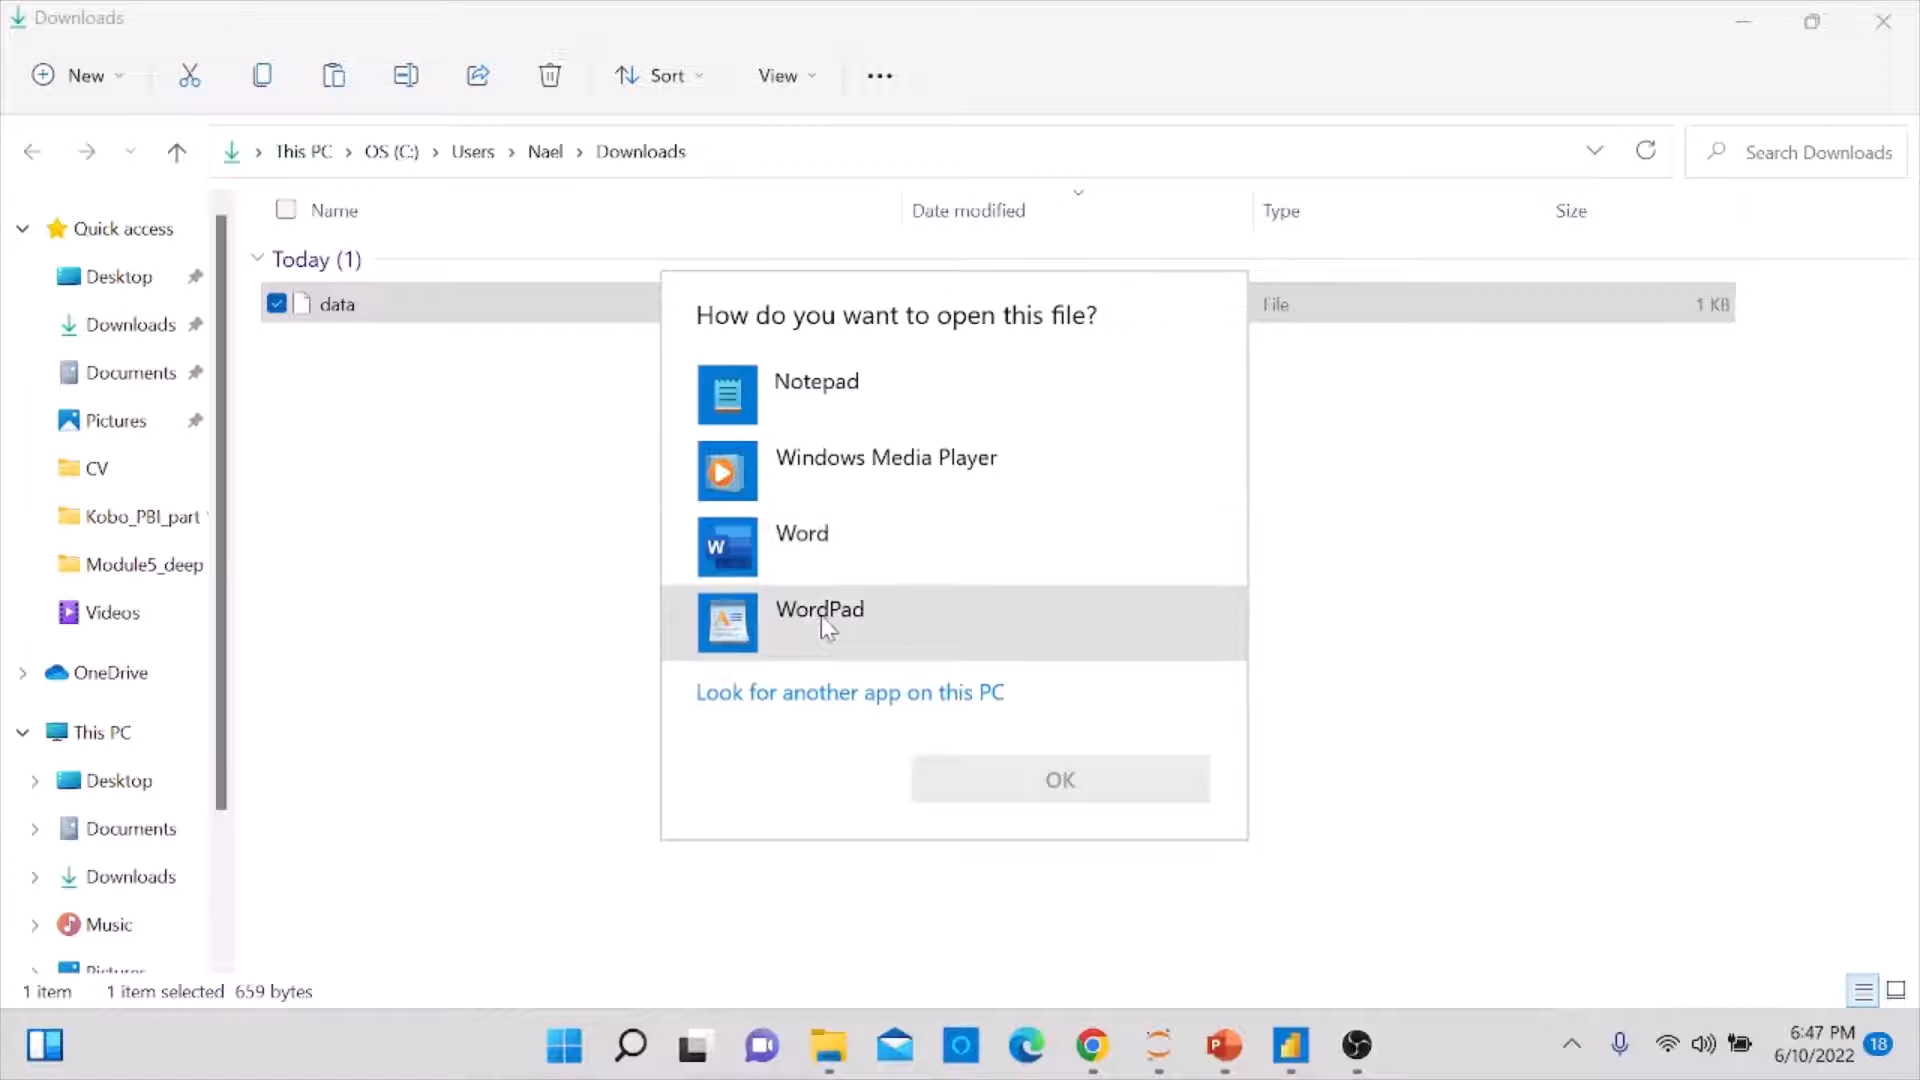 Downloads
New
Sort
View
This PC > OS (C:) > Users > Nael > Downloads
Search Downloads
Name
Date modified
Type
Size
Quick access
Today (1)
Desktop
data
File
1 KB
How do you want to open this file?
Downloads
Documents
Notepad
Pictures
Windows Media Player
CV
Kobo_PBI_part
Word
W
Module5_deep
Videos
WordPad
OneDrive
Look for another app on this PC
This PC
Desktop
OK
Documents
Downloads
Music
Pictures
1 item
1 item selected 659 bytes
6:47 PM
6/10/2022
18